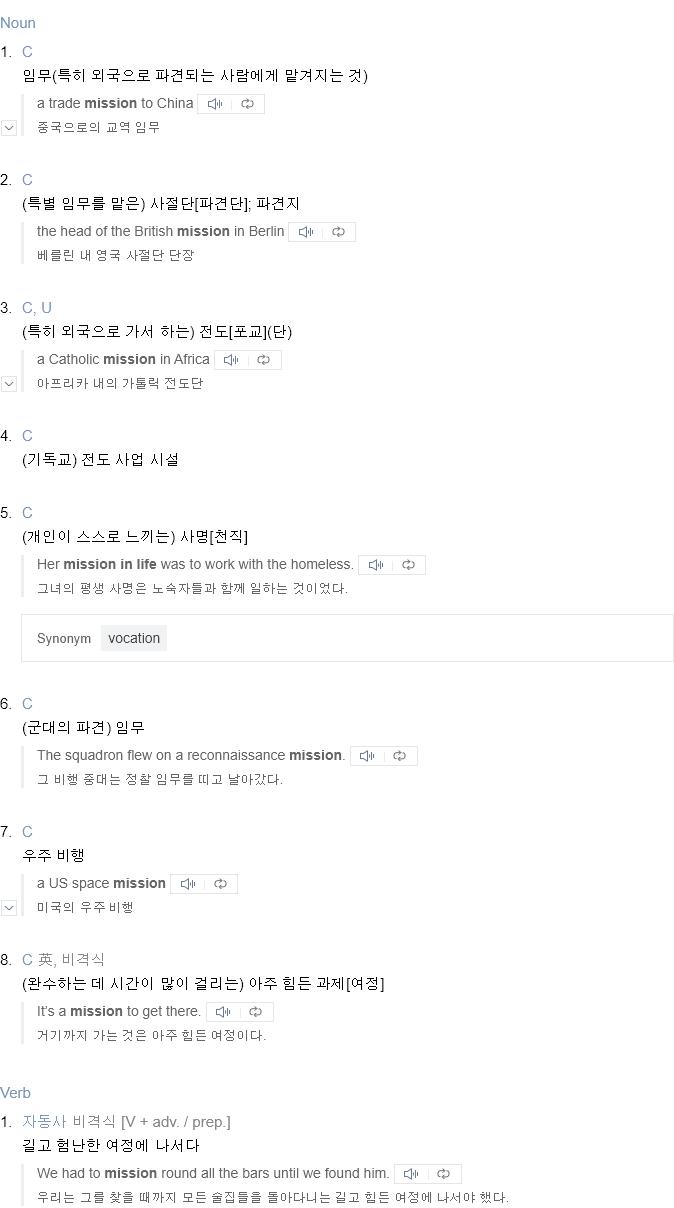 Noun
1. C
임무(특히 외국으로 파견되는 사람에게 맡겨지는 것)
a trade mission to China
중국으로의 교역 임무
2. C
(특별 임무를 맡은) 사절단[파견단]; 파견지
the head of the British mission in Berlin
베를린 내 영국 사절단 단장
3. C, U
(특히 외국으로 가서 하는) 전도[포교](단)
a Catholic mission in Africa
아프리카 내의 가톨릭 전도단
4. C
(기독교) 전도 사업 시설
5. C
(개인이 스스로 느끼는) 사명[천직]
Her mission in life was to work with the homeless.
그녀의 평생 사명은 노숙자들과 함께 일하는 것이었다.
Synonym vocation
6. C
(군대의 파견) 임무
The squadron flew on a reconnaissance mission.
그 비행 중대는 정찰 임무를 띠고 날아갔다.
7. C
우주 비행
a US space mission
미국의 우주 비행
8. C 英, 비격식
(완수하는 데 시간이 많이 걸리는) 아주 힘든 과제[여정]
It's a mission to get there.
거기까지 가는 것은 아주 힘든 여정이다.
Verb
1. 자동사 비격식 [V + adv. / prep.]
길고 험난한 여정에 나서다
We had to mission round all the bars until we found him.
우리는 그를 찾을 때까지 모든 술집들을 돌아다니는 길고 힘든 여정에 나서야 했다.